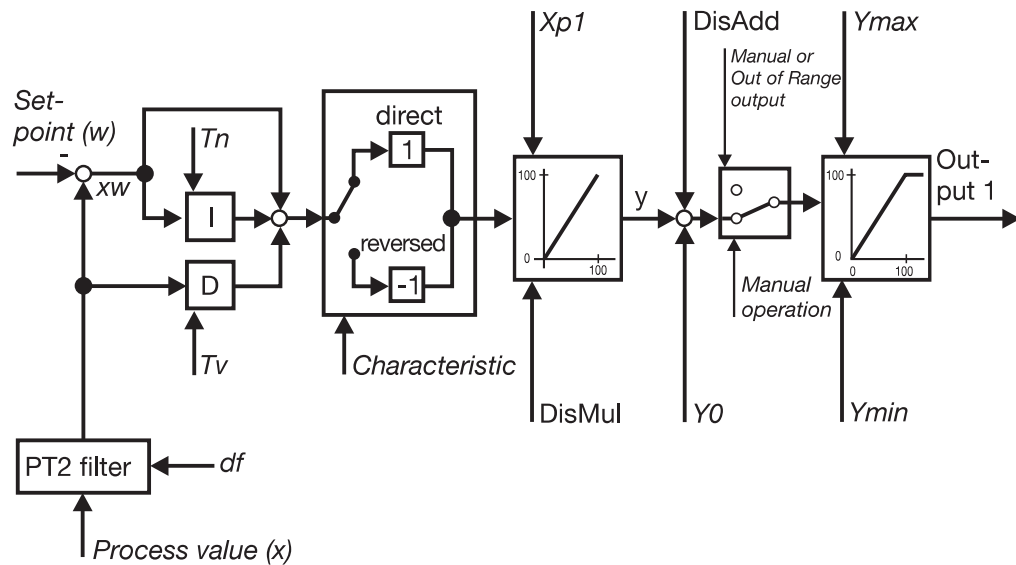 Xp1
DisAdd
Ymax
Manual or
Out of Range
output
Set-
point (w)
-
xw
Tn
I
D
Tv
direct
1
reversed
-1
Characteristic
100
0
100
DisMul
y
Y0
Manual
operation
100
0
0
100
Ymin
Out-
put 1
PT2 filter
df
Process value (x)